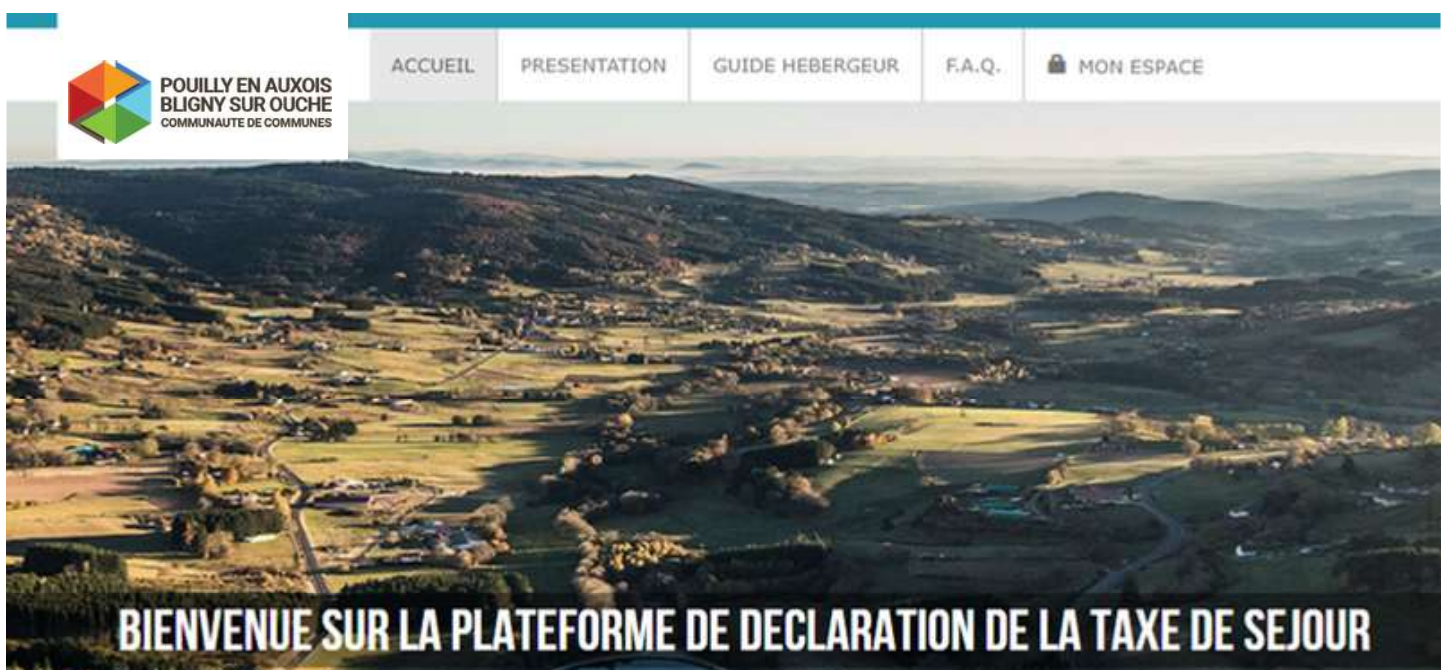 POUILLY EN AUXOIS
BLIGNY SUR OUCHE
COMMUNAUTE DE COMMUNES
ACCUEIL
PRESENTATION
GUIDE HEBERGEUR
F.A.Q.
MON ESPACE
BIENVENUE SUR LA PLATEFORME DE DECLARATION DE LA TAXE DE SEJOUR